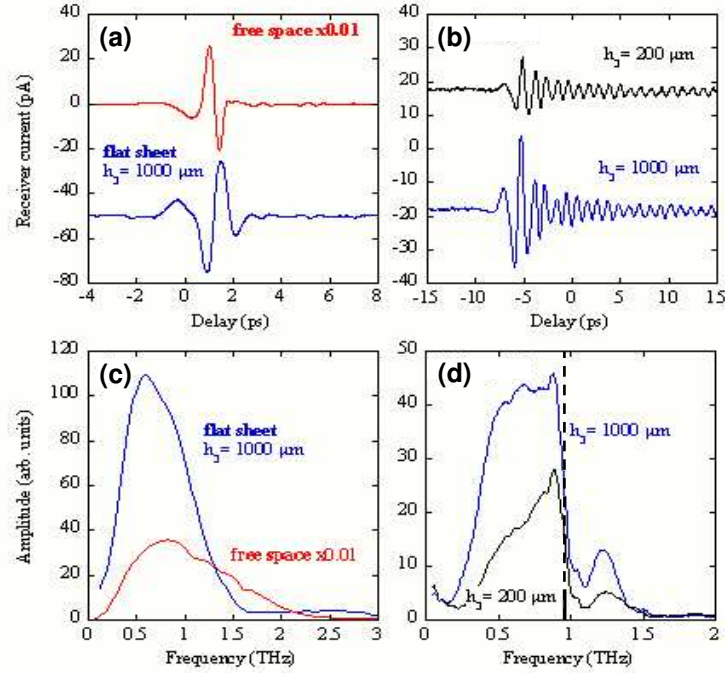 (a)
free space x0.01
flat sheet
h₃= 1000 µm
Receiver current (pA)
40
20
0
-20
-40
-60
-80
-4
-2
0
2
4
6
8
Delay (ps)
(b)
h₃= 200 µm
h₃= 1000 µm
40
30
20
10
0
-10
-20
-30
-40
-15
-10
-5
0
5
10
15
Delay (ps)
(c)
flat sheet
h₃= 1000 µm
free space x0.01
Amplitude (arb. units)
120
100
80
60
40
20
0
0
0.5
1
1.5
2
2.5
3
Frequency (THz)
(d)
h₃= 1000 µm
h₃= 200 µm
50
40
30
20
10
0
0
0.5
1
1.5
2
Frequency (THz)